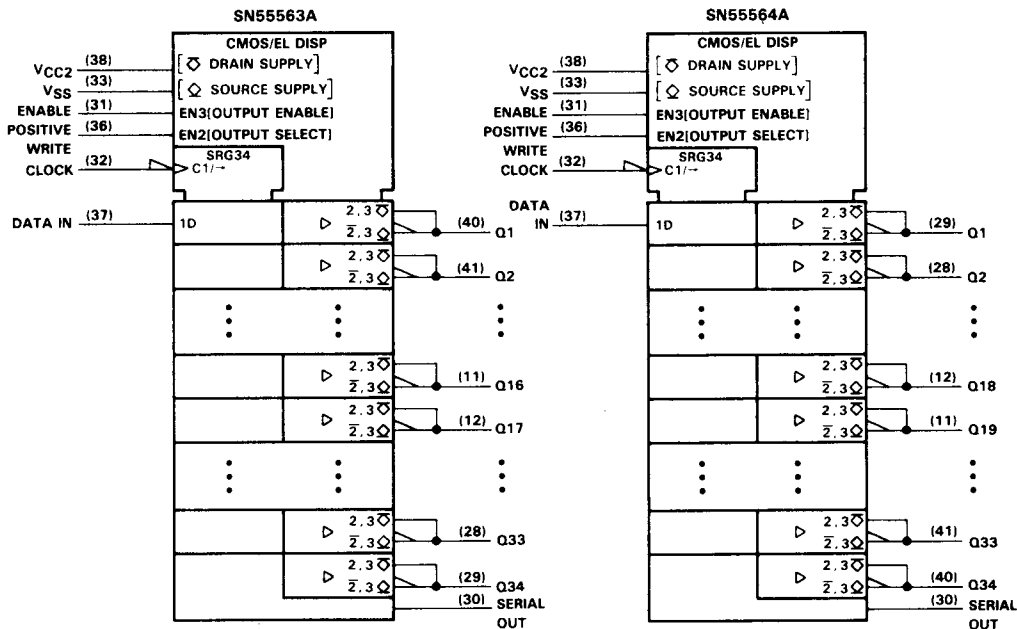 SN55563A
CMOS/EL DISP
[ ⎏ DRAIN SUPPLY]
[ ⎐ SOURCE SUPPLY]
EN3[OUTPUT ENABLE]
EN2[OUTPUT SELECT]
SRG34
C1/→
VCC2 (38)
VSS (33)
ENABLE (31)
POSITIVE (36)
WRITE
CLOCK (32)
DATA IN (37)
1D
▷ 2,3⎏
2̅,3⎐ (40) Q1
▷ 2,3⎏
2̅,3⎐ (41) Q2
▷ 2,3⎏
2̅,3⎐ (11) Q16
▷ 2,3⎏
2̅,3⎐ (12) Q17
▷ 2,3⎏
2̅,3⎐ (28) Q33
▷ 2,3⎏
2̅,3⎐ (29) Q34
(30) SERIAL
OUT
SN55564A
CMOS/EL DISP
[ ⎏ DRAIN SUPPLY]
[ ⎐ SOURCE SUPPLY]
EN3[OUTPUT ENABLE]
EN2[OUTPUT SELECT]
SRG34
C1/→
VCC2 (38)
VSS (33)
ENABLE (31)
POSITIVE (36)
WRITE
CLOCK (32)
DATA
IN (37)
1D
▷ 2,3⎏
2̅,3⎐ (29) Q1
▷ 2,3⎏
2̅,3⎐ (28) Q2
▷ 2,3⎏
2̅,3⎐ (12) Q18
▷ 2,3⎏
2̅,3⎐ (11) Q19
▷ 2,3⎏
2̅,3⎐ (41) Q33
▷ 2,3⎏
2̅,3⎐ (40) Q34
(30) SERIAL
OUT